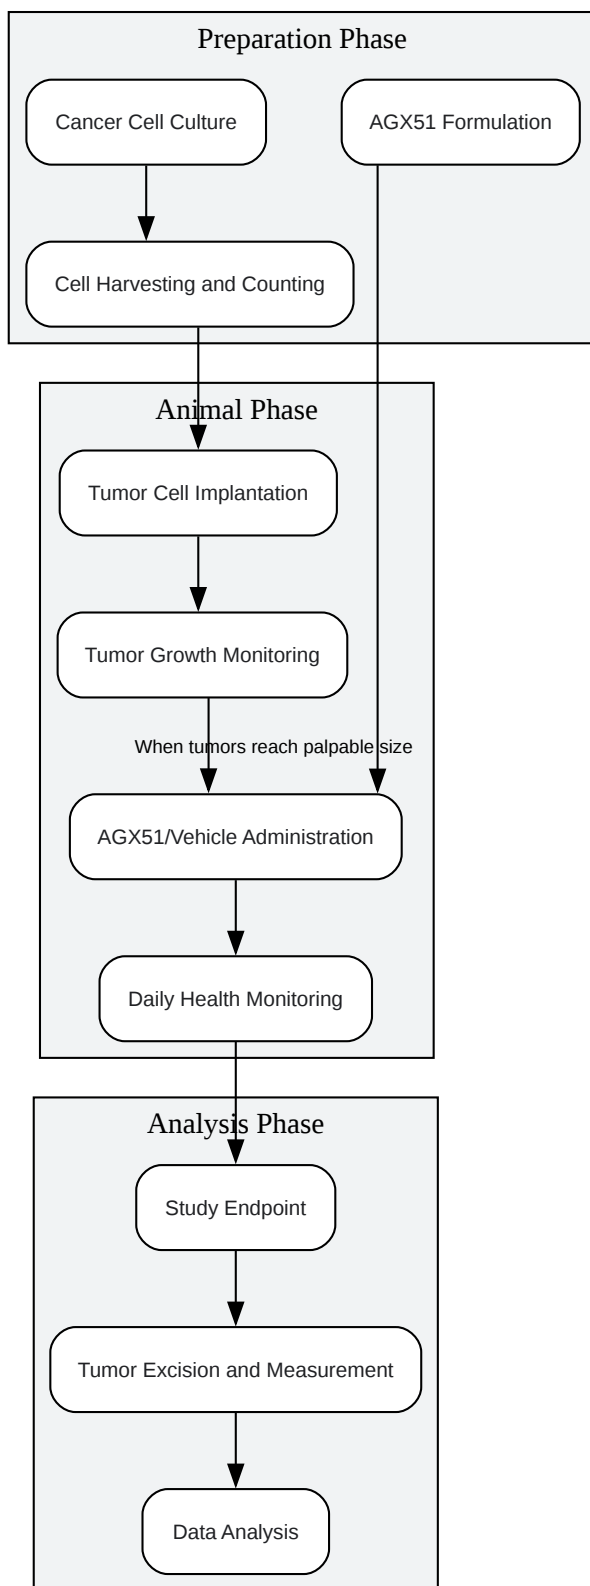 Preparation Phase
Cancer Cell Culture
AGX51 Formulation
Cell Harvesting and Counting
Animal Phase
Tumor Cell Implantation
Tumor Growth Monitoring
When tumors reach palpable size
AGX51/Vehicle Administration
Daily Health Monitoring
Analysis Phase
Study Endpoint
Tumor Excision and Measurement
Data Analysis